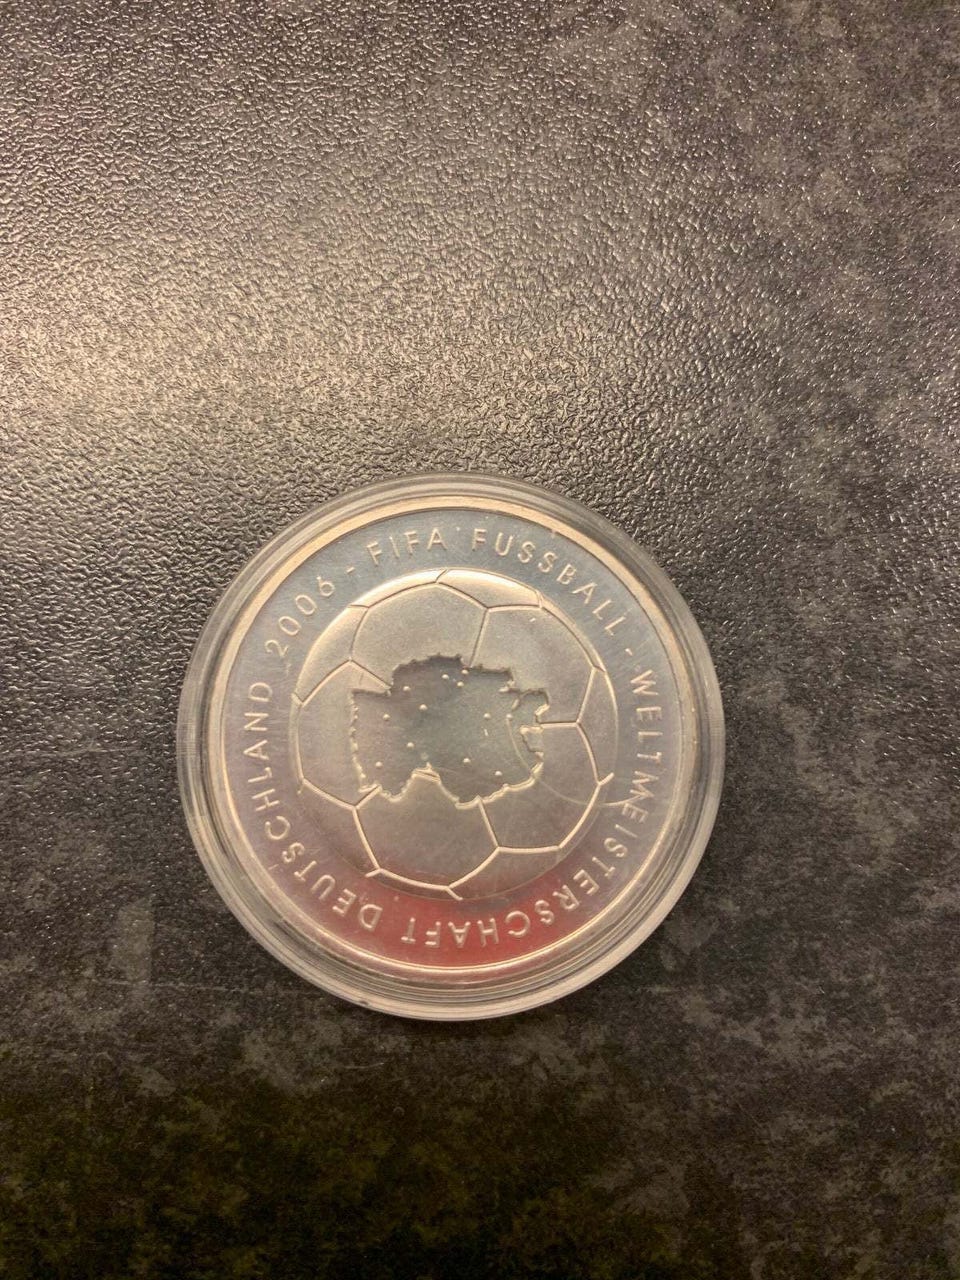 FIFA FUSSBALL - WELTMEISTERSCHAFT DEUTSCHLAND 2006 -